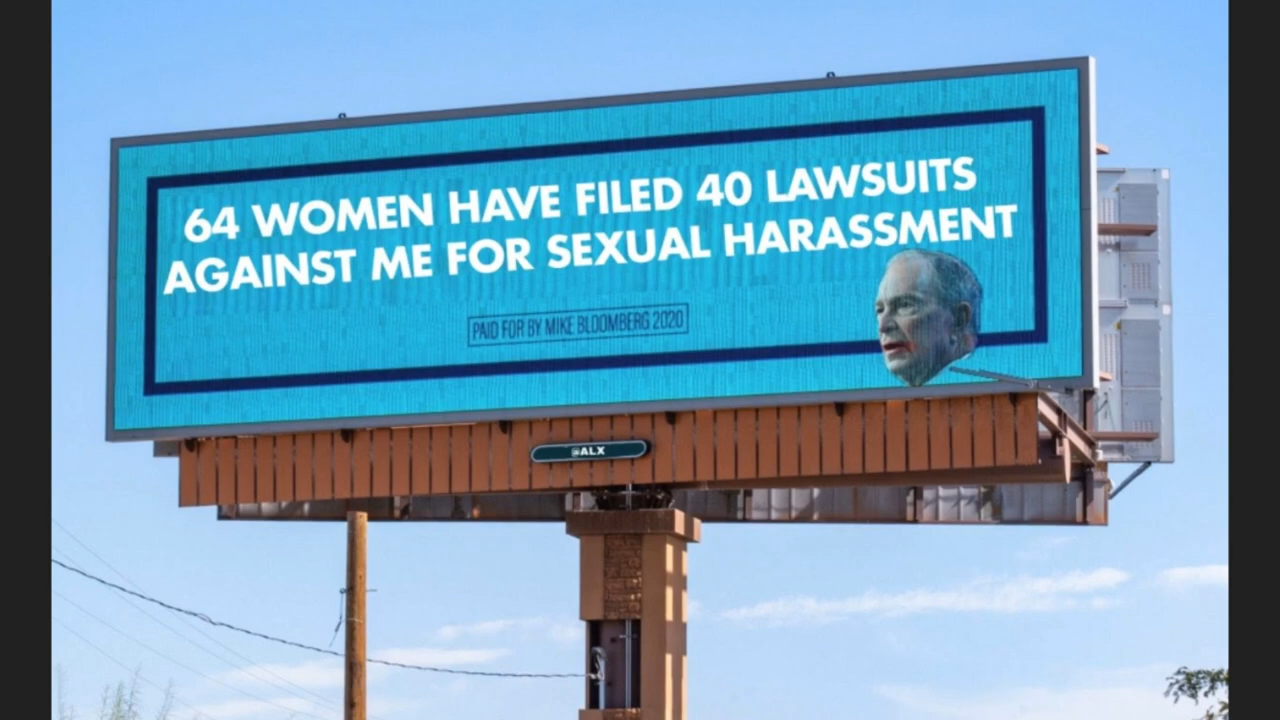 64 WOMEN HAVE FILED 40 LAWSUITS
AGAINST ME FOR SEXUAL HARASSMENT
PAID FOR BY MIKE BLOOMBERG 2020
@ALX